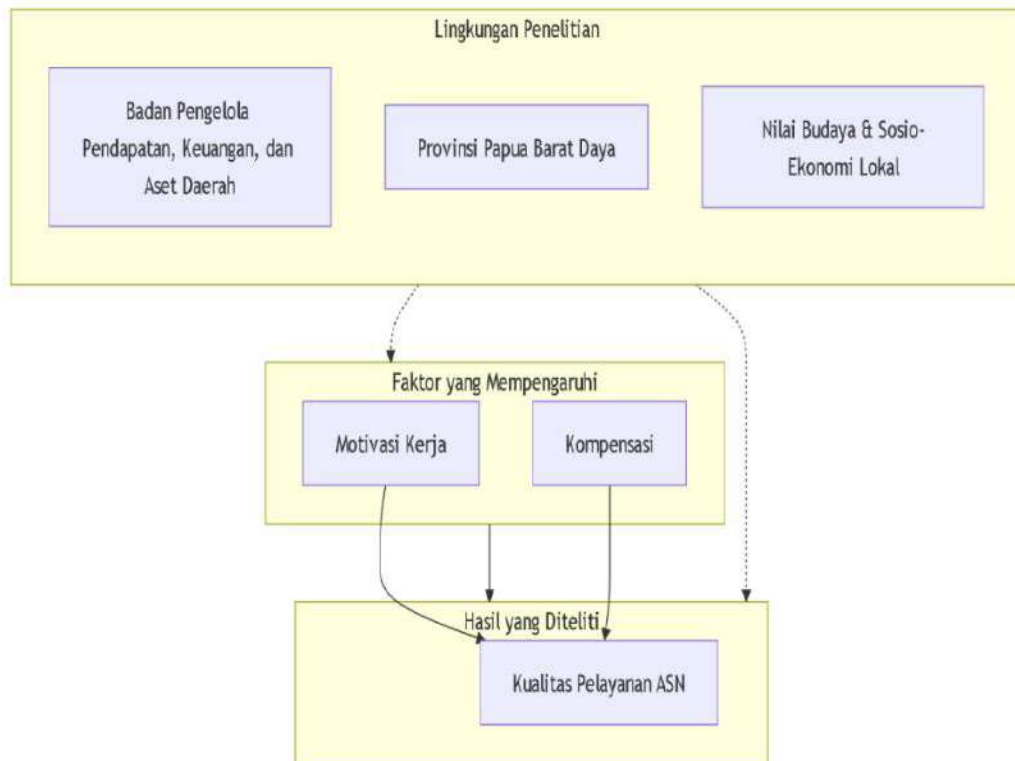 Lingkungan Penelitian
Badan Pengelola
Pendapatan, Keuangan, dan
Aset Daerah
Provinsi Papua Barat Daya
Nilai Budaya & Sosio-
Ekonomi Lokal
Faktor yang Mempengaruhi
Motivasi Kerja
Kompensasi
Hasil yang Diteliti
Kualitas Pelayanan ASN